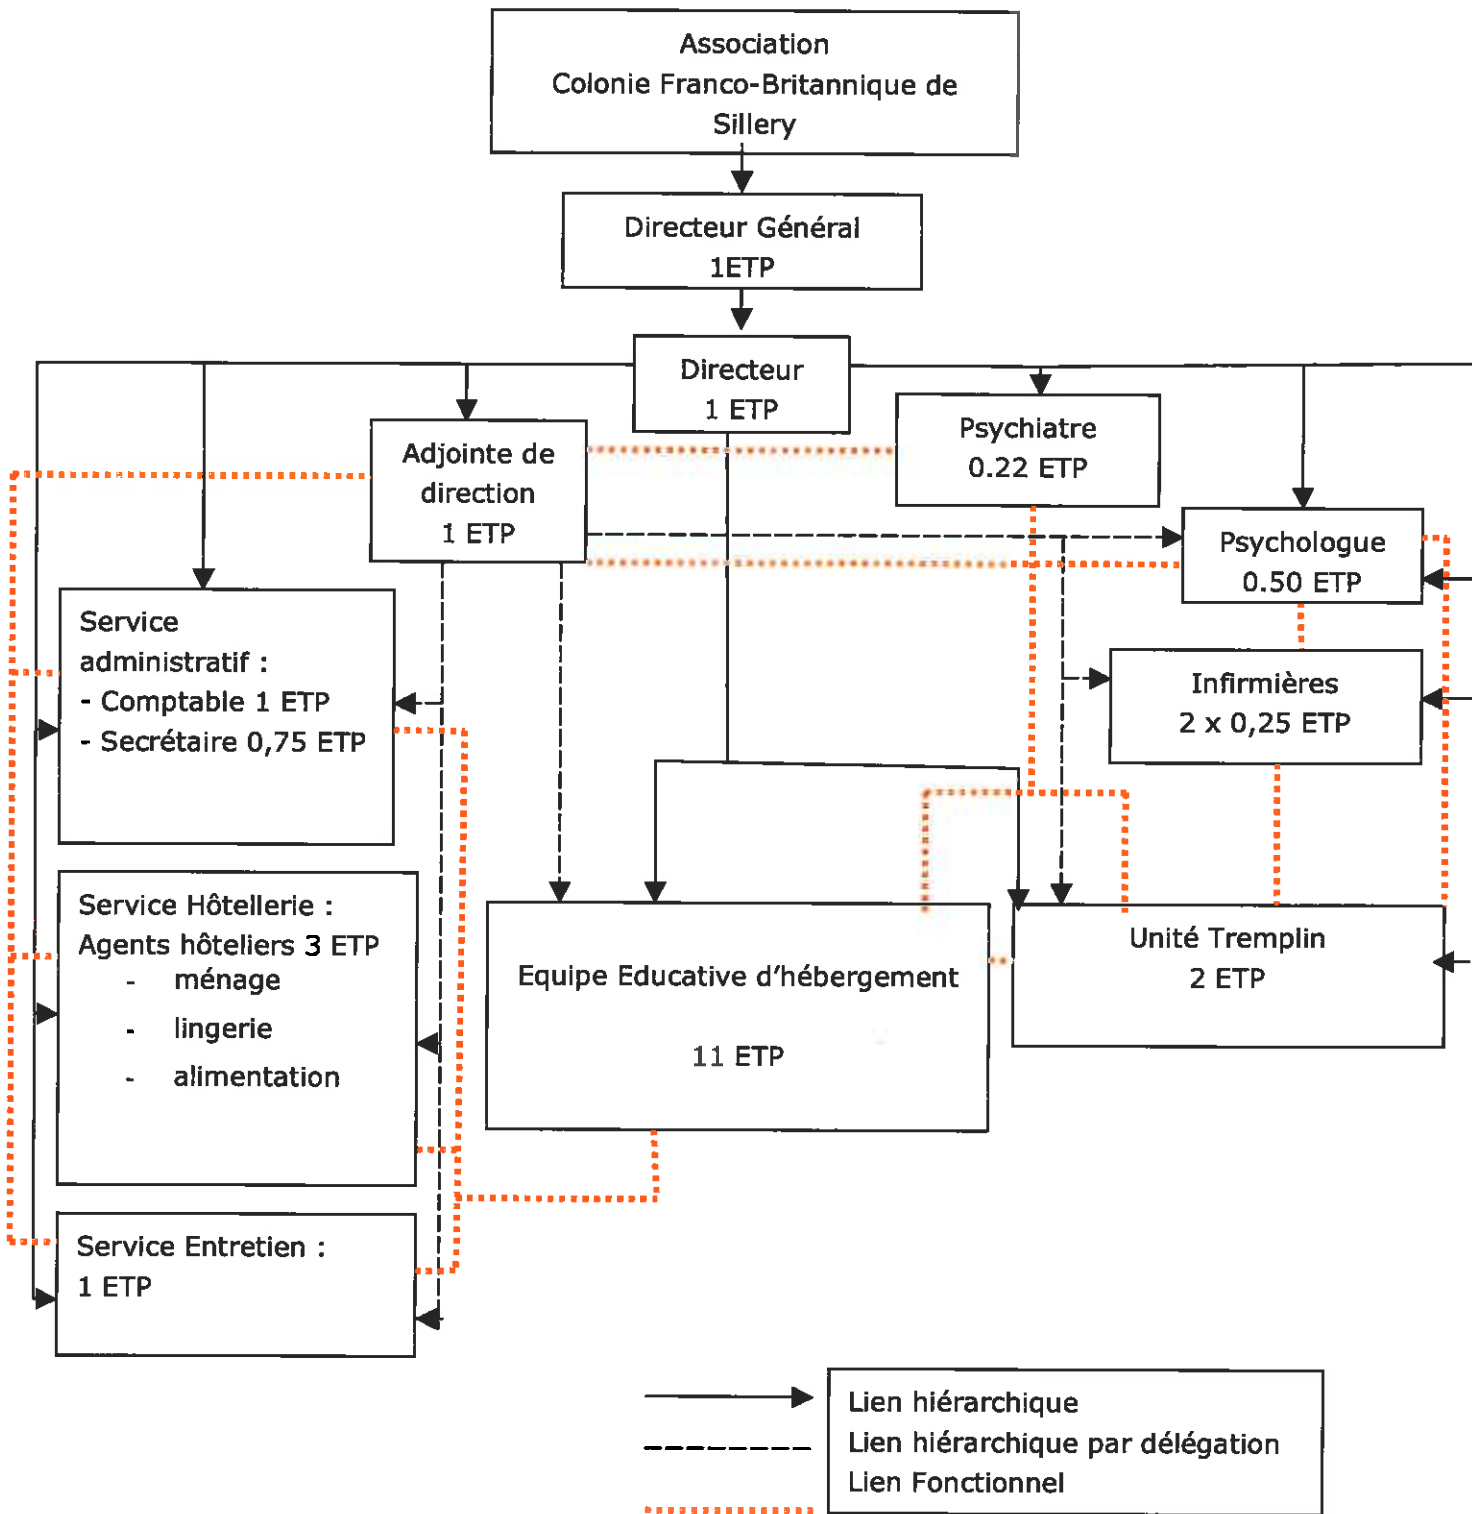 Association
Colonie Franco-Britannique de
Sillery
Directeur Général
1ETP
Directeur
1 ETP
Adjointe de
direction
1 ETP
Psychiatre
0.22 ETP
Psychologue
0.50 ETP
Service
administratif :
- Comptable 1 ETP
- Secrétaire 0,75 ETP
Infirmières
2 x 0,25 ETP
Service Hôtellerie :
Agents hôteliers 3 ETP
- ménage
- lingerie
- alimentation
Equipe Educative d'hébergement
11 ETP
Unité Tremplin
2 ETP
Service Entretien :
1 ETP
Lien hiérarchique
Lien hiérarchique par délégation
Lien Fonctionnel